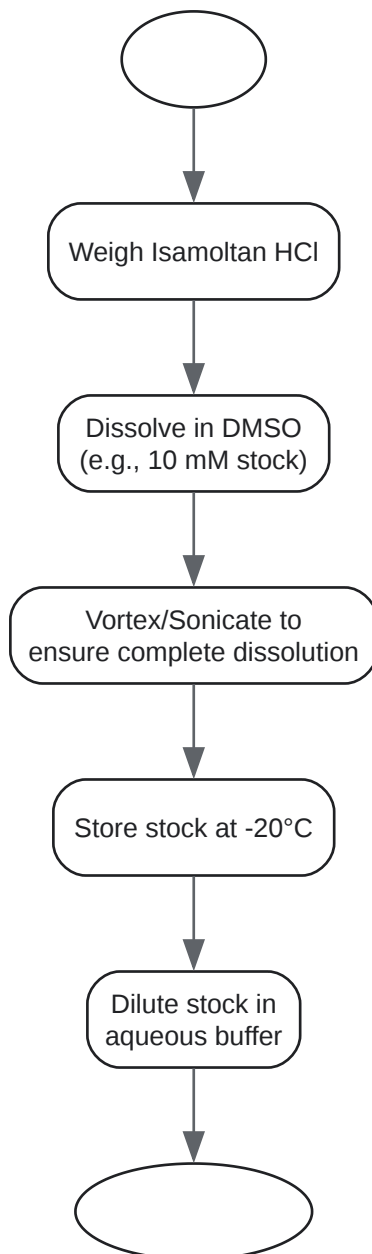 Weigh Isamoltan HCl
Dissolve in DMSO
(e.g., 10 mM stock)
Vortex/Sonicate to
ensure complete dissolution
Store stock at -20°C
Dilute stock in
aqueous buffer